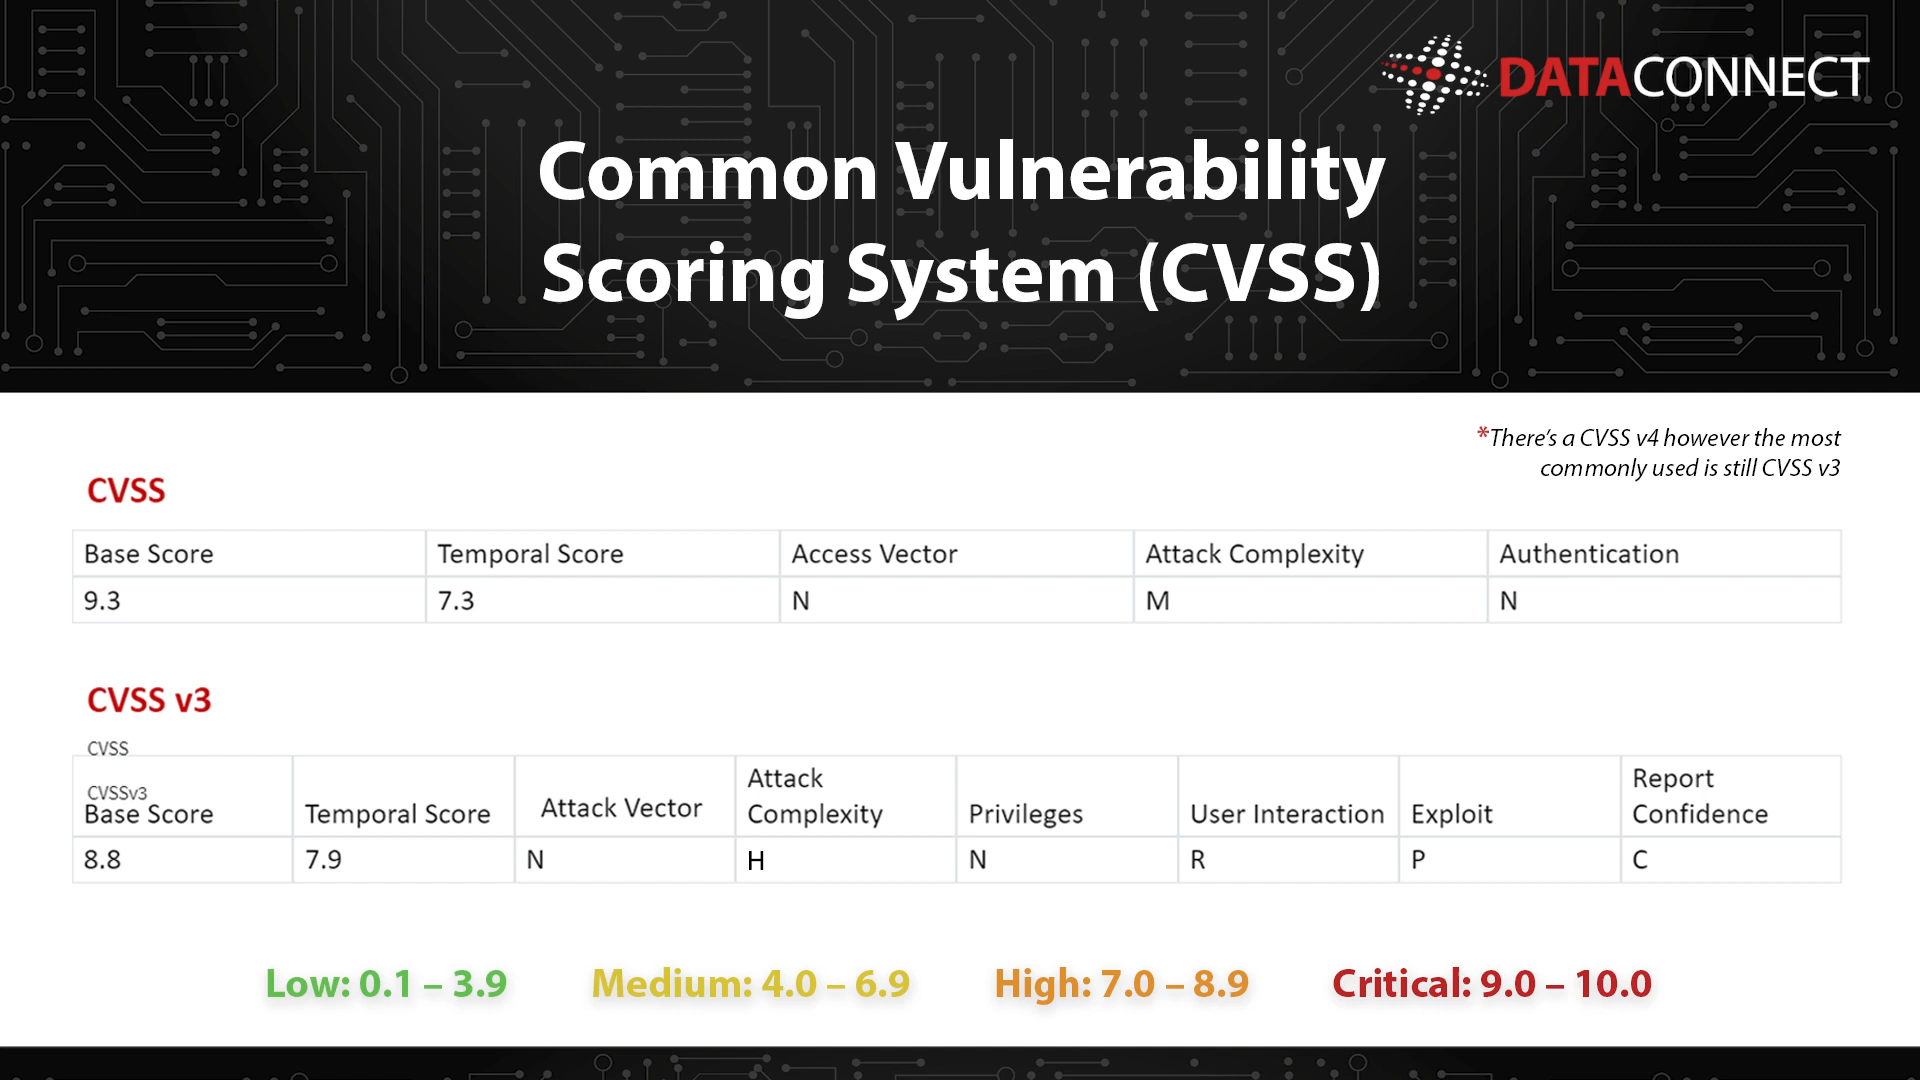 DATACONNECT
Common Vulnerability
Scoring System (CVSS)
*There's a CVSS v4 however the most
commonly used is still CVSS v3
CVSS
Base Score Temporal Score Access Vector Attack Complexity Authentication
9.3 7.3 N M N
CVSS v3
CVSS
CVSSv3
Base Score Temporal Score Attack Vector Attack Complexity Privileges User Interaction Exploit Report Confidence
8.8 7.9 N H N R P C
Low: 0.1 – 3.9 Medium: 4.0 – 6.9 High: 7.0 – 8.9 Critical: 9.0 – 10.0